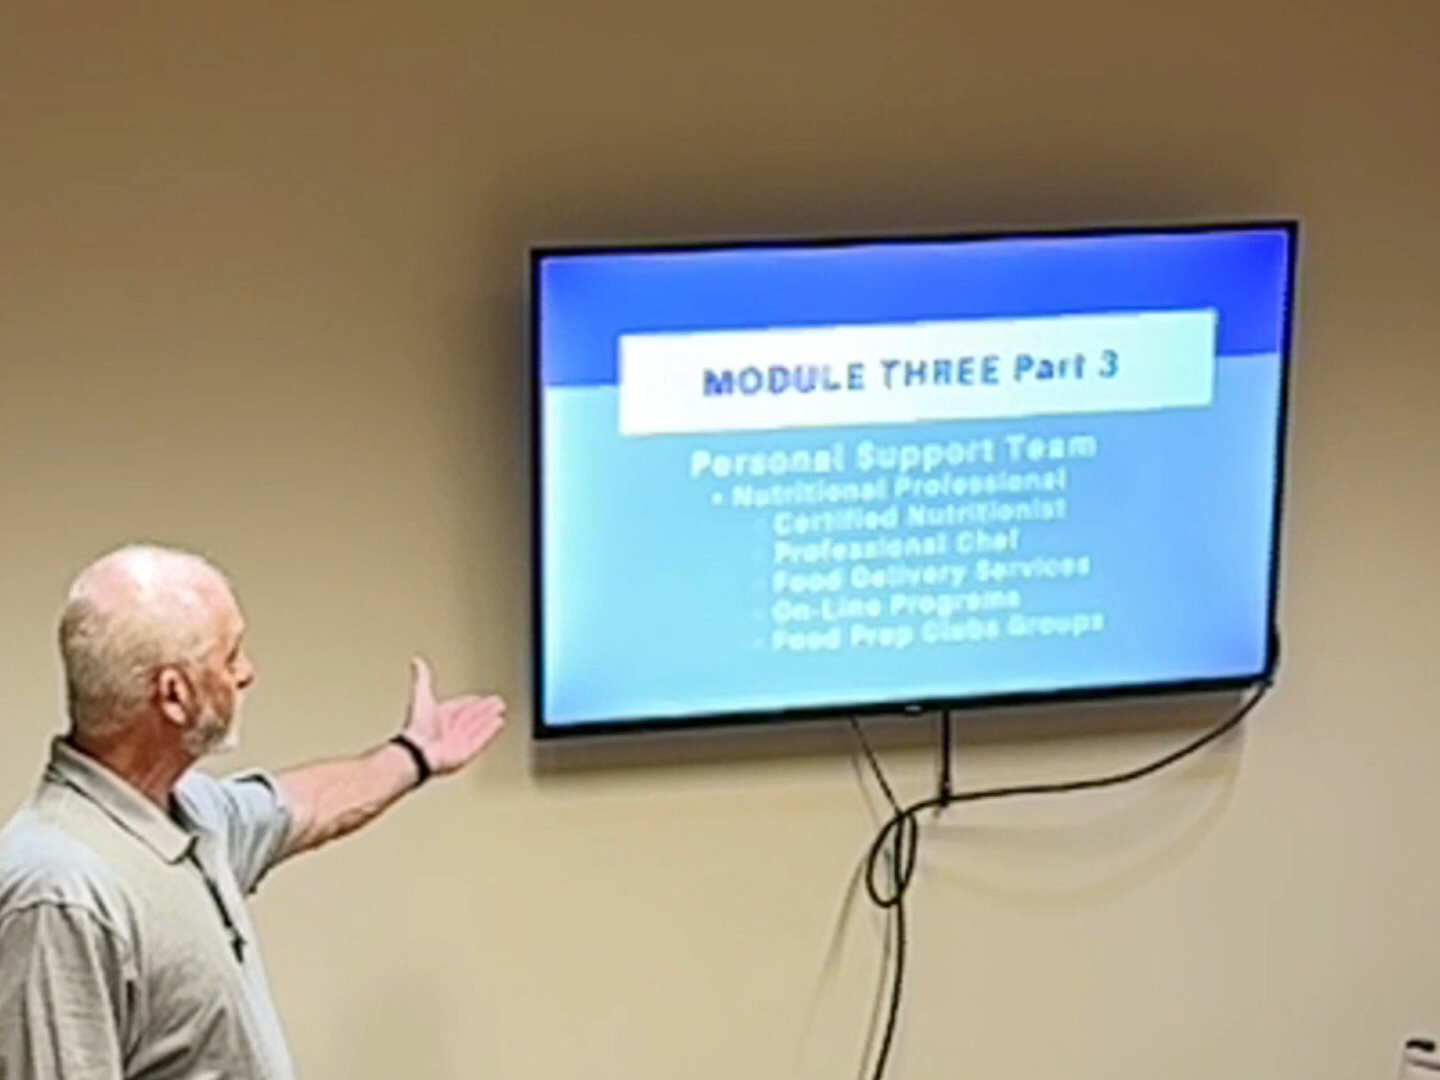 MODULE THREE Part 3
Personal Support Team
• Nutritional Professional
- Certified Nutritionist
- Professional Chef
- Food Delivery Services
- On-Line Programs
- Food Prep Clubs Groups